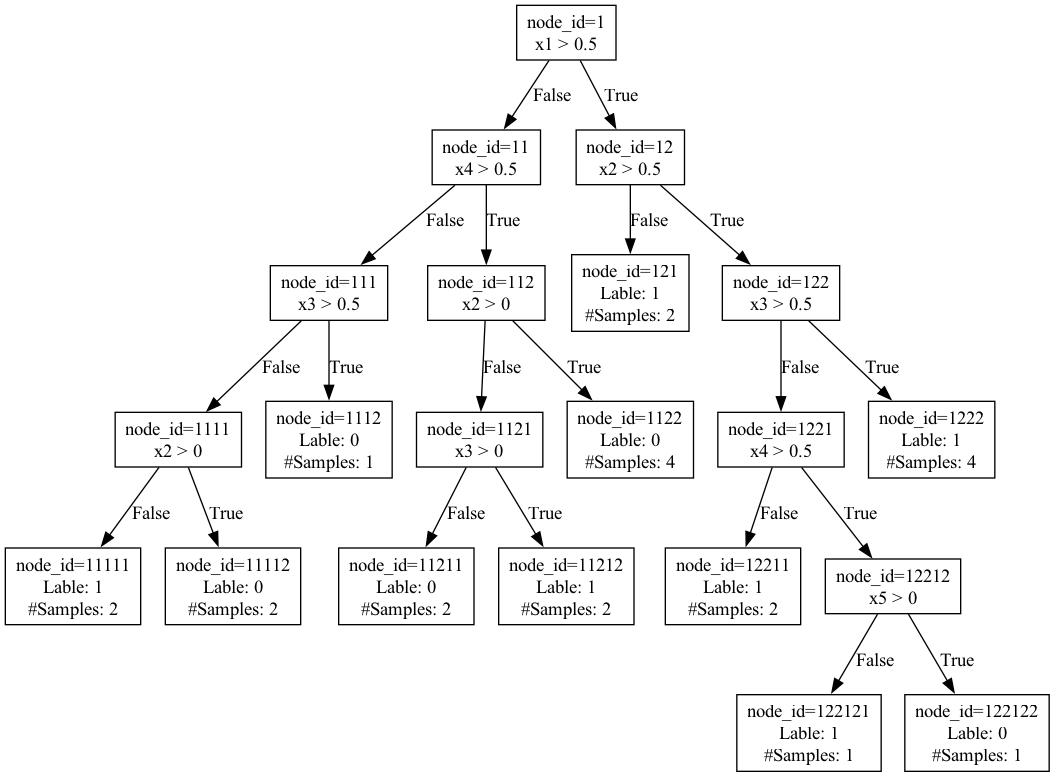 node_id=1
x1 > 0.5
False
True
node_id=11
x4 > 0.5
node_id=12
x2 > 0.5
False
True
False
True
node_id=111
x3 > 0.5
node_id=112
x2 > 0
node_id=121
Lable: 1
#Samples: 2
node_id=122
x3 > 0.5
False
True
False
True
False
True
node_id=1111
x2 > 0
node_id=1112
Lable: 0
#Samples: 1
node_id=1121
x3 > 0
node_id=1122
Lable: 0
#Samples: 4
node_id=1221
x4 > 0.5
node_id=1222
Lable: 1
#Samples: 4
False
True
False
True
False
True
node_id=11111
Lable: 1
#Samples: 2
node_id=11112
Lable: 0
#Samples: 2
node_id=11211
Lable: 0
#Samples: 2
node_id=11212
Lable: 1
#Samples: 2
node_id=12211
Lable: 1
#Samples: 2
node_id=12212
x5 > 0
False
True
node_id=122121
Lable: 1
#Samples: 1
node_id=122122
Lable: 0
#Samples: 1